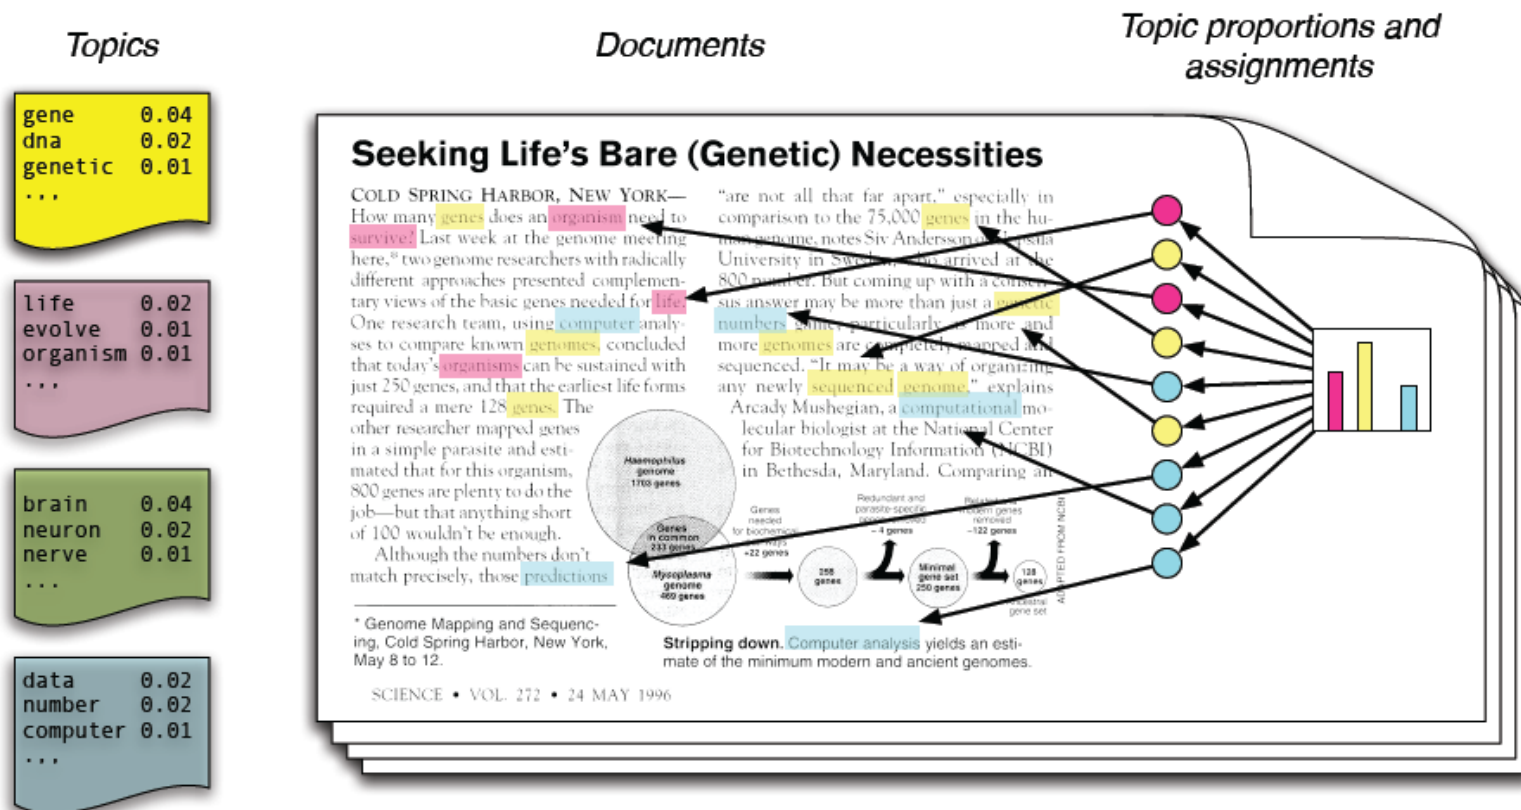 Topics
gene 0.04
dna 0.02
genetic 0.01
...
life 0.02
evolve 0.01
organism 0.01
...
brain 0.04
neuron 0.02
nerve 0.01
...
data 0.02
number 0.02
computer 0.01
...
Documents
Seeking Life's Bare (Genetic) Necessities
COLD SPRING HARBOR, NEW YORK—
How many genes does an organism need to
survive? Last week at the genome meeting
here,* two genome researchers with radically
different approaches presented complemen-
tary views of the basic genes needed for life.
One research team, using computer analy-
ses to compare known genomes, concluded
that today's organisms can be sustained with
just 250 genes, and that the earliest life forms
required a mere 128 genes. The
other researcher mapped genes
in a simple parasite and esti-
mated that for this organism,
800 genes are plenty to do the
job—but that anything short
of 100 wouldn't be enough.
Although the numbers don't
match precisely, those predictions
* Genome Mapping and Sequenc-
ing, Cold Spring Harbor, New York,
May 8 to 12.
SCIENCE • VOL. 272 • 24 MAY 1996
"are not all that far apart," especially in
comparison to the 75,000 genes in the hu-
man genome, notes Siv Andersson
University in who arrived at the
800 number. But coming up with a consen-
sus answer may be more than just a genetic
numbers particularly as more and
more genomes are completely mapped and
sequenced. "It may be a way of organizing
any newly sequenced genome," explains
Arcady Mushegian, a computational mo-
lecular biologist at the National Center
for Biotechnology Information (NCBI)
in Bethesda, Maryland. Comparing an
Haemophilus
genome
1703 genes
Genes
in common
233 genes
Mysoplasma
genome
469 genes
Genes
needed
for biochemical
+22 genes
256
genes
Redundant and
parasite-specific
– 4 genes
Minimal
gene set
250 genes
genes
removed
–122 genes
128
genes
Ancestral
gene set
ADAPTED FROM NCBI
Stripping down. Computer analysis yields an esti-
mate of the minimum modern and ancient genomes.
Topic proportions and
assignments